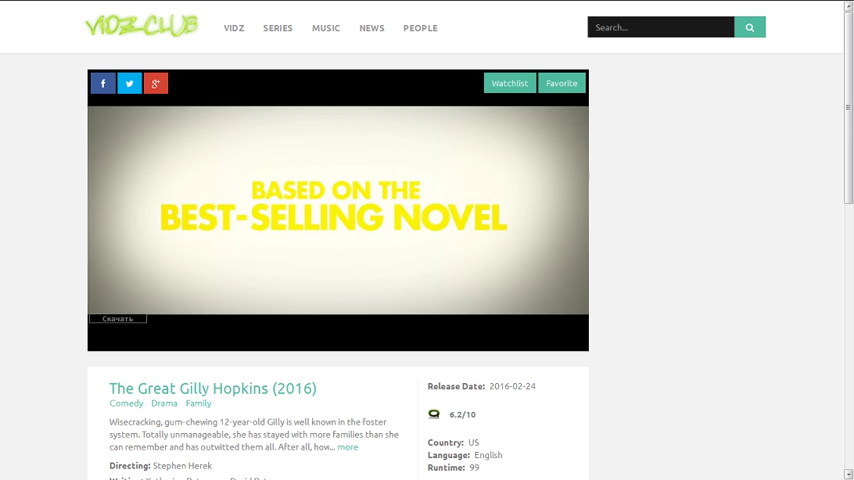 VIDZ.CLUB
VIDZ SERIES MUSIC NEWS PEOPLE
Search...
Watchlist Favorite
BASED ON THE
BEST-SELLING NOVEL
Скачать
The Great Gilly Hopkins (2016)
Comedy Drama Family
Wisecracking, gum-chewing 12-year-old Gilly is well known in the foster
system. Totally unmanageable, she has stayed with more families than she
can remember and has outwitted them all. After all, how... more
Directing: Stephen Herek
Release Date: 2016-02-24
6.2/10
Country: US
Language: English
Runtime: 99